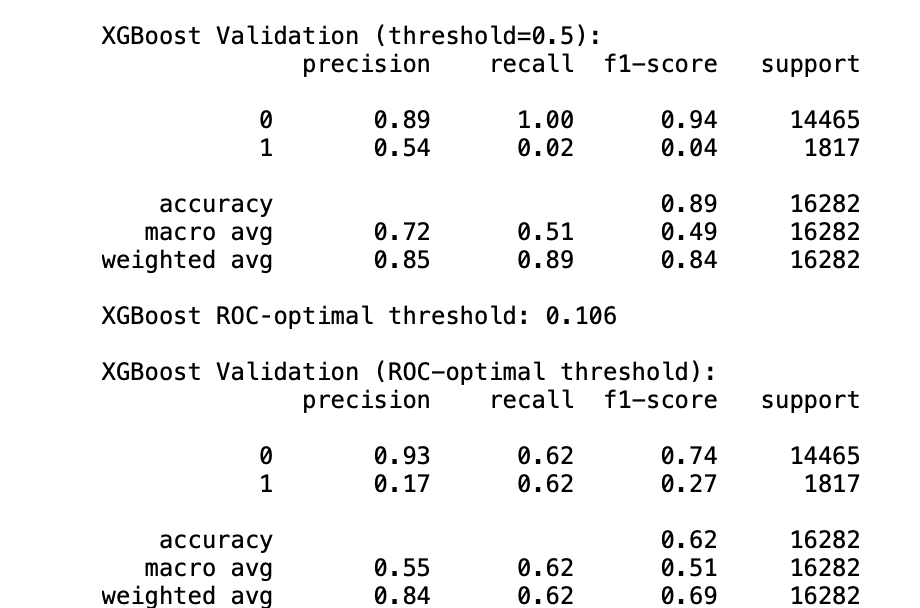 XGBoost Validation (threshold=0.5):
precision recall f1-score support
0 0.89 1.00 0.94 14465
1 0.54 0.02 0.04 1817
accuracy 0.89 16282
macro avg 0.72 0.51 0.49 16282
weighted avg 0.85 0.89 0.84 16282
XGBoost ROC-optimal threshold: 0.106
XGBoost Validation (ROC-optimal threshold):
precision recall f1-score support
0 0.93 0.62 0.74 14465
1 0.17 0.62 0.27 1817
accuracy 0.62 16282
macro avg 0.55 0.62 0.51 16282
weighted avg 0.84 0.62 0.69 16282